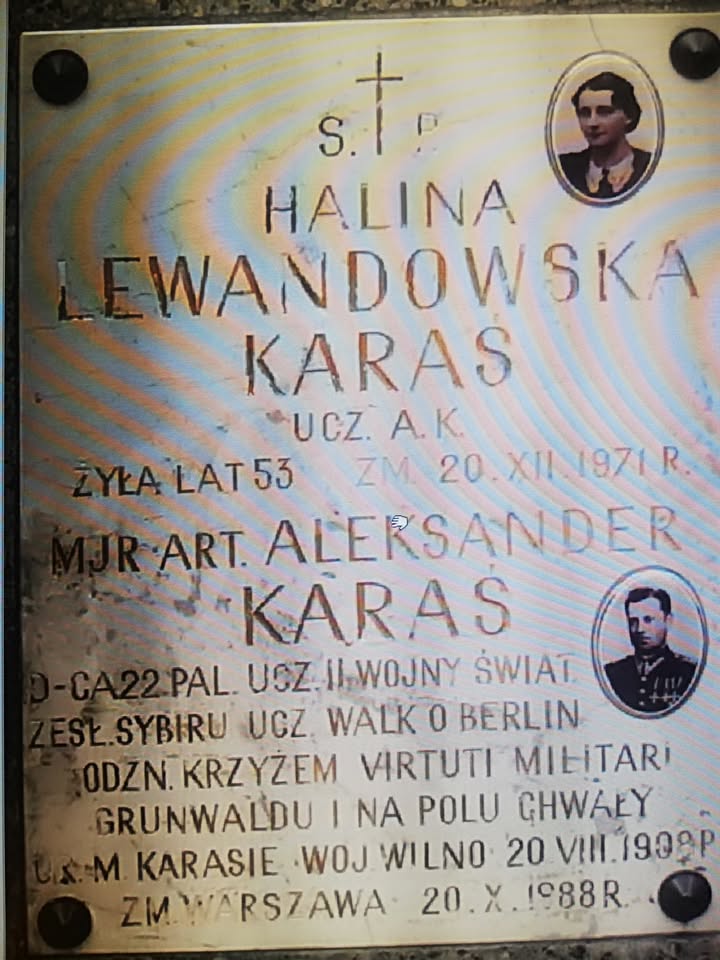 S. P.
HALINA
LEWANDOWSKA
KARAŚ
UCZ. A.K.
ŻYŁA LAT 53 ZM. 20.XII.1971 R.
MJR ART. ALEKSANDER
KARAŚ
D-CA 22 PAL. UCZ. II WOJNY ŚWIAT.
ZESŁ. SYBIRU UCZ. WALK O BERLIN
ODZN. KRZYŻEM VIRTUTI MILITARI
GRUNWALDU I NA POLU CHWAŁY
M. KARASIE WOJ WILNO 20 VIII.1908 R
ZM. WARSZAWA 20.X.1988 R.